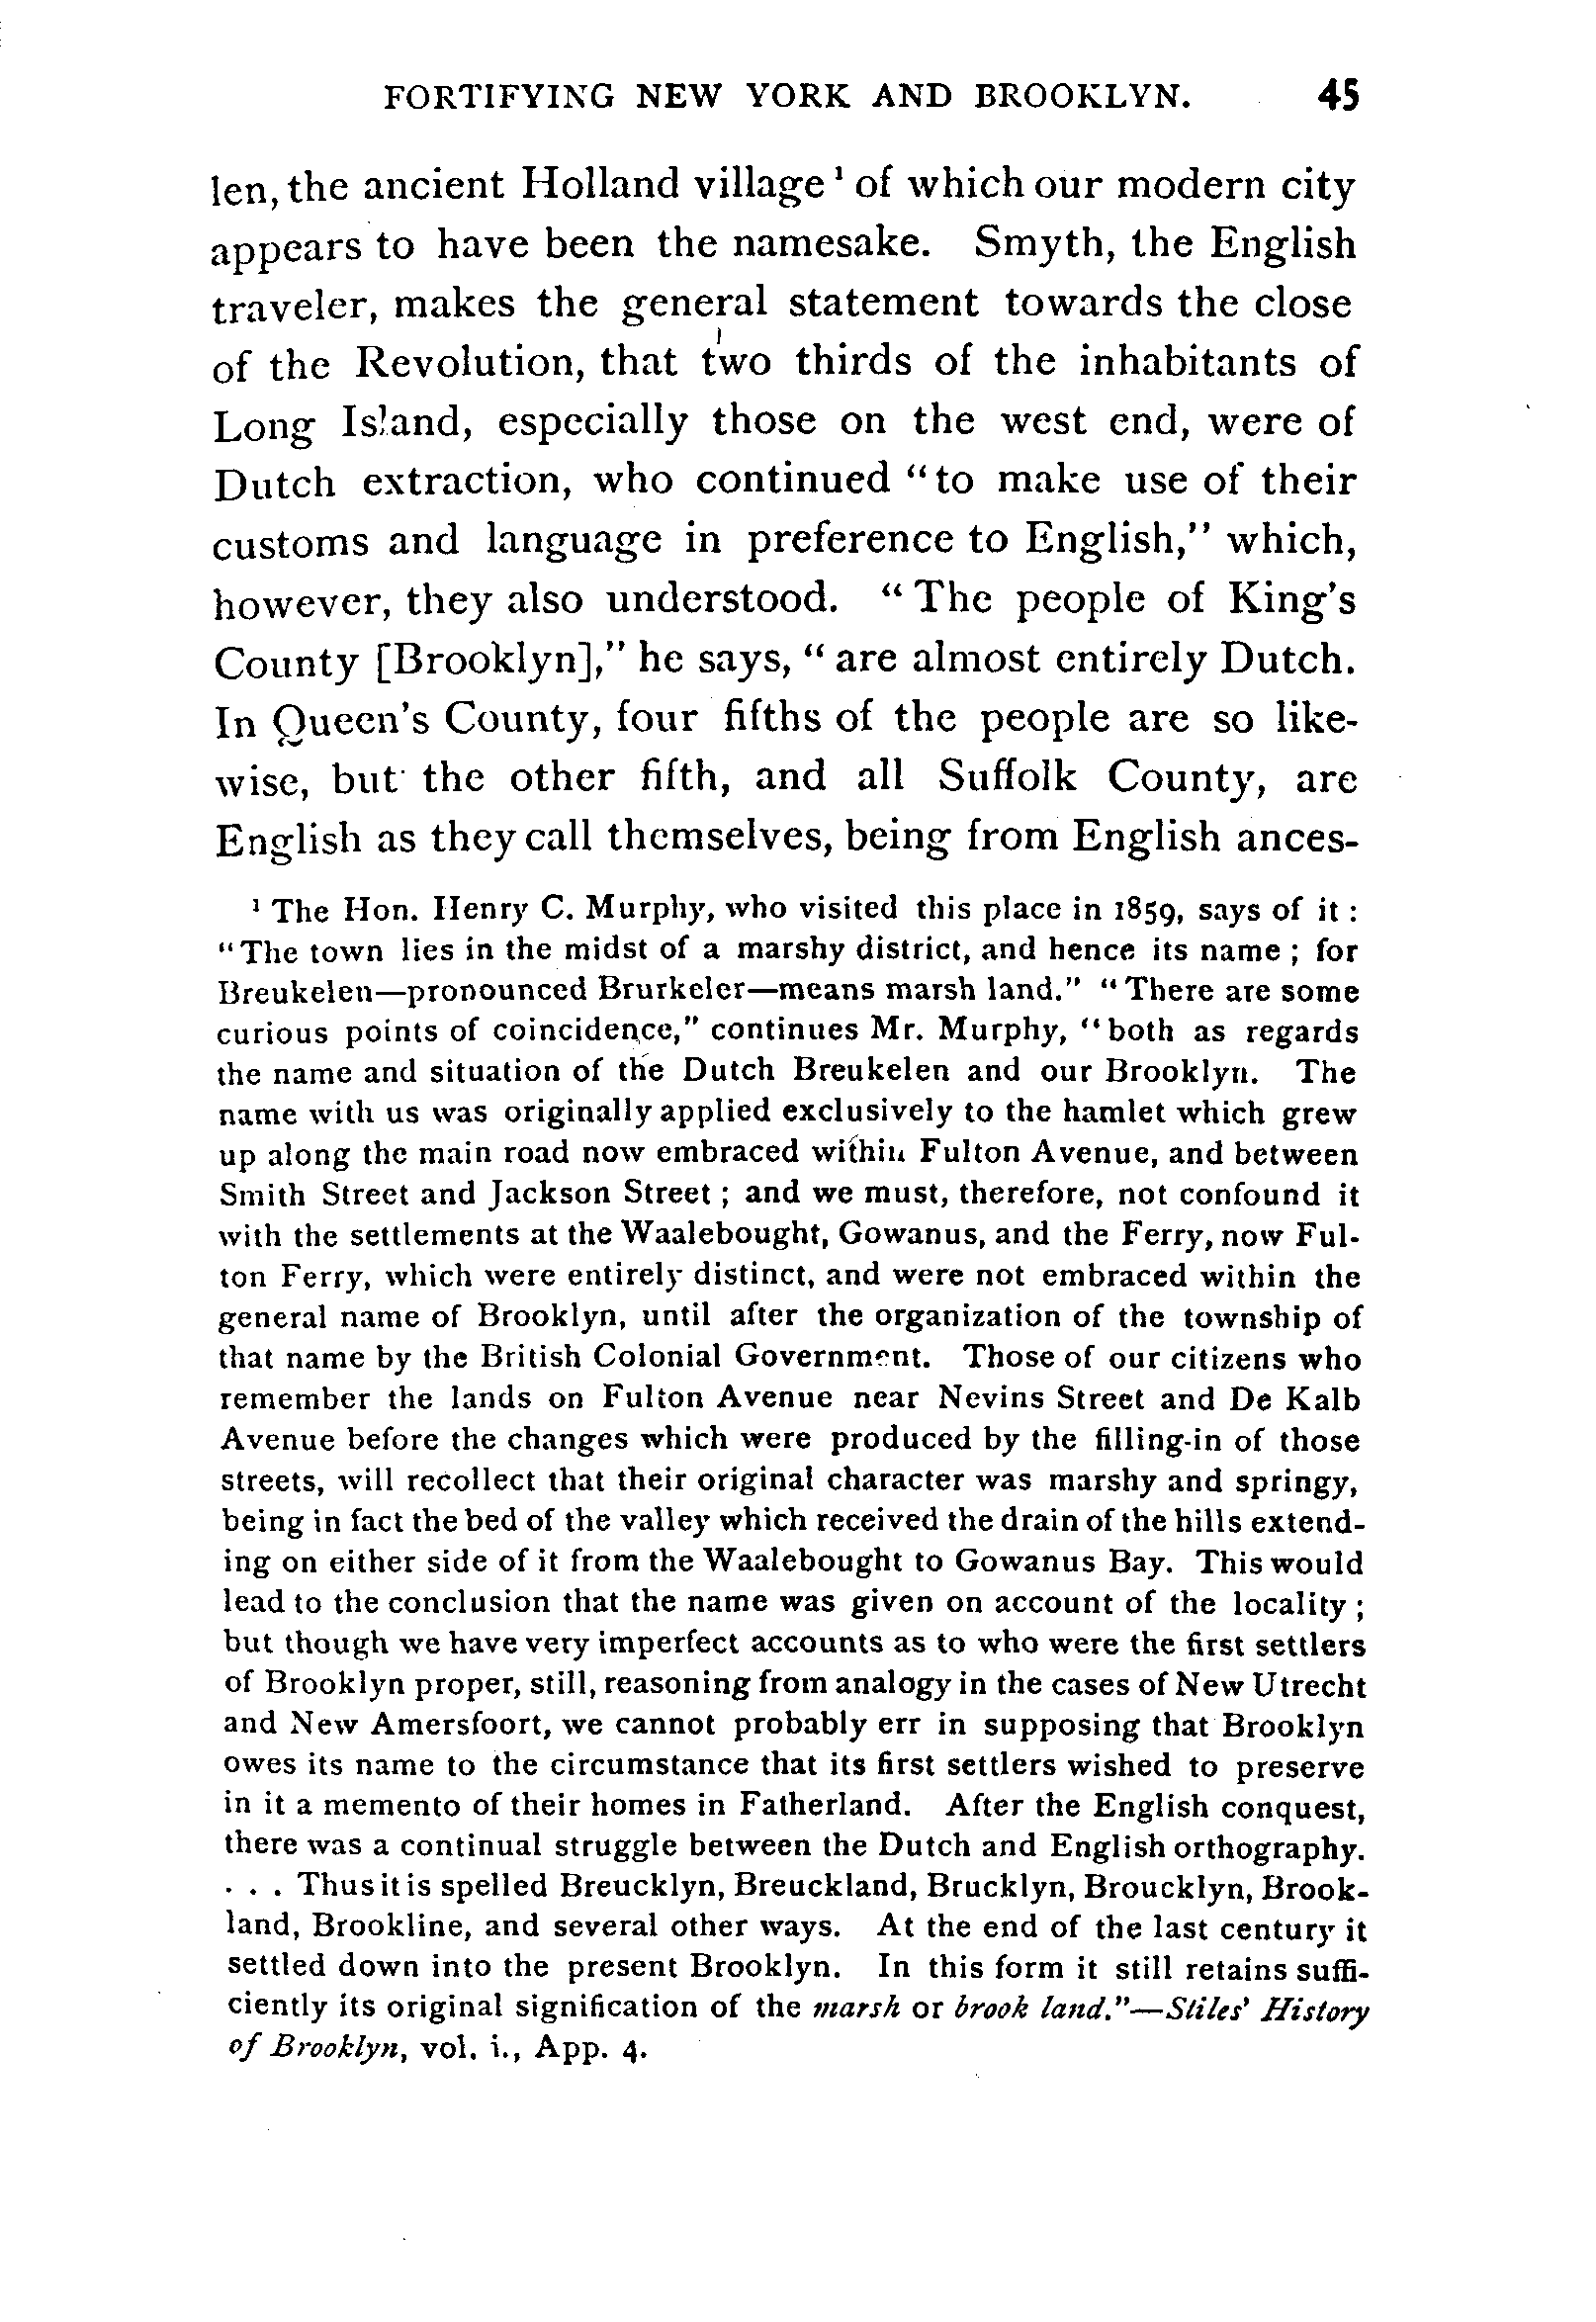 FORTIFYING NEW YORK AND BROOKLYN. 45
len, the ancient Holland village ¹ of which our modern city
appears to have been the namesake. Smyth, the English
traveler, makes the general statement towards the close
of the Revolution, that two thirds of the inhabitants of
Long Island, especially those on the west end, were of
Dutch extraction, who continued “to make use of their
customs and language in preference to English,” which,
however, they also understood. “The people of King's
County [Brooklyn],” he says, “are almost entirely Dutch.
In Queen's County, four fifths of the people are so like-
wise, but the other fifth, and all Suffolk County, are
English as they call themselves, being from English ances-
¹ The Hon. Henry C. Murphy, who visited this place in 1859, says of it :
“The town lies in the midst of a marshy district, and hence its name ; for
Breukelen—pronounced Brurkeler—means marsh land.” “There are some
curious points of coincidence,” continues Mr. Murphy, “both as regards
the name and situation of the Dutch Breukelen and our Brooklyn. The
name with us was originally applied exclusively to the hamlet which grew
up along the main road now embraced within Fulton Avenue, and between
Smith Street and Jackson Street ; and we must, therefore, not confound it
with the settlements at the Waalebought, Gowanus, and the Ferry, now Ful-
ton Ferry, which were entirely distinct, and were not embraced within the
general name of Brooklyn, until after the organization of the township of
that name by the British Colonial Government. Those of our citizens who
remember the lands on Fulton Avenue near Nevins Street and De Kalb
Avenue before the changes which were produced by the filling-in of those
streets, will recollect that their original character was marshy and springy,
being in fact the bed of the valley which received the drain of the hills extend-
ing on either side of it from the Waalebought to Gowanus Bay. This would
lead to the conclusion that the name was given on account of the locality ;
but though we have very imperfect accounts as to who were the first settlers
of Brooklyn proper, still, reasoning from analogy in the cases of New Utrecht
and New Amersfoort, we cannot probably err in supposing that Brooklyn
owes its name to the circumstance that its first settlers wished to preserve
in it a memento of their homes in Fatherland. After the English conquest,
there was a continual struggle between the Dutch and English orthography.
. . . Thus it is spelled Breucklyn, Breuckland, Brucklyn, Broucklyn, Brook-
land, Brookline, and several other ways. At the end of the last century it
settled down into the present Brooklyn. In this form it still retains suffi-
ciently its original signification of the marsh or brook land.”—Stiles' History
of Brooklyn, vol. i., App. 4.